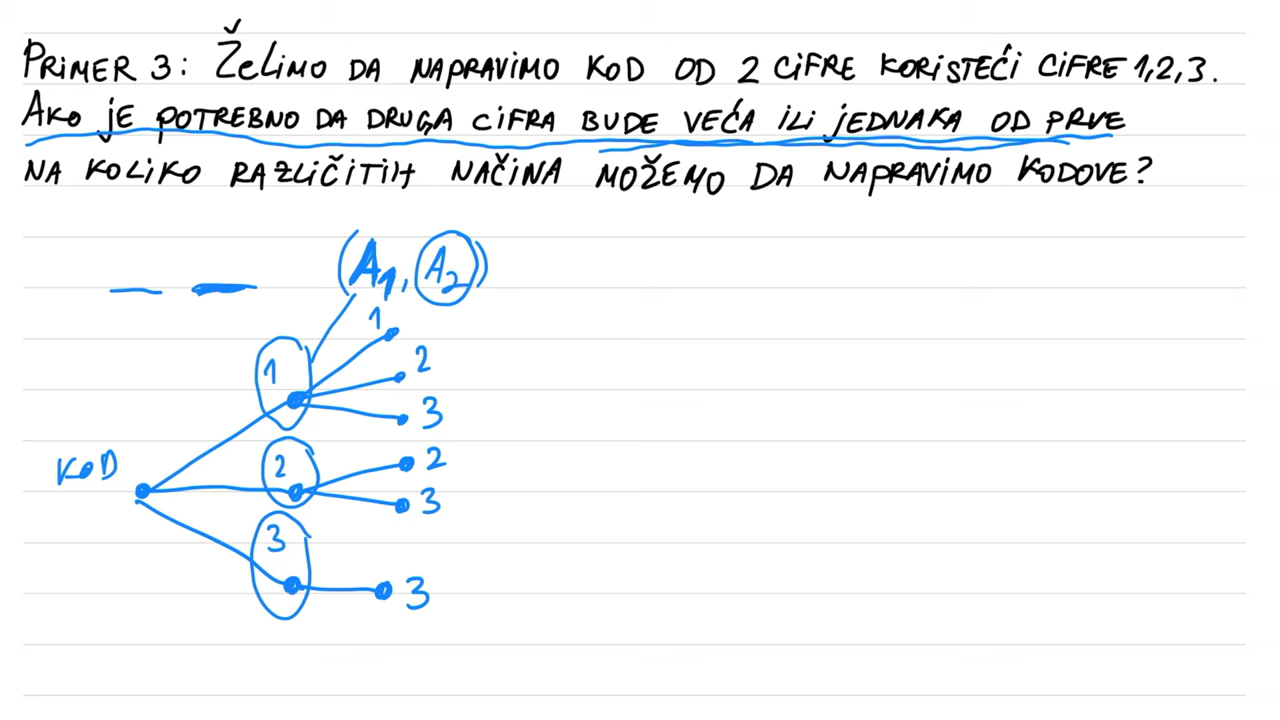 PRIMER 3: ŽELIMO DA NAPRAVIMO KOD OD 2 CIFRE KORISTEĆI CIFRE 1,2,3.
AKO JE POTREBNO DA DRUGA CIFRA BUDE VEĆA ILI JEDNAKA OD PRVE
NA KOLIKO RAZLIČITIH NAČINA MOŽEMO DA NAPRAVIMO KODOVE?
(A1, A2)
1
1
2
3
KOD
2
2
3
3
3